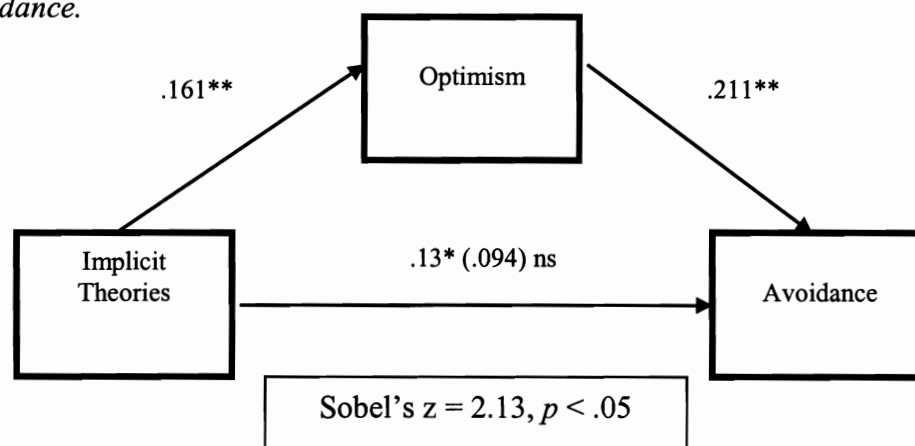 dance.
Optimism
.161**
.211**
Implicit
Theories
.13* (.094) ns
Avoidance
Sobel's z = 2.13, p < .05